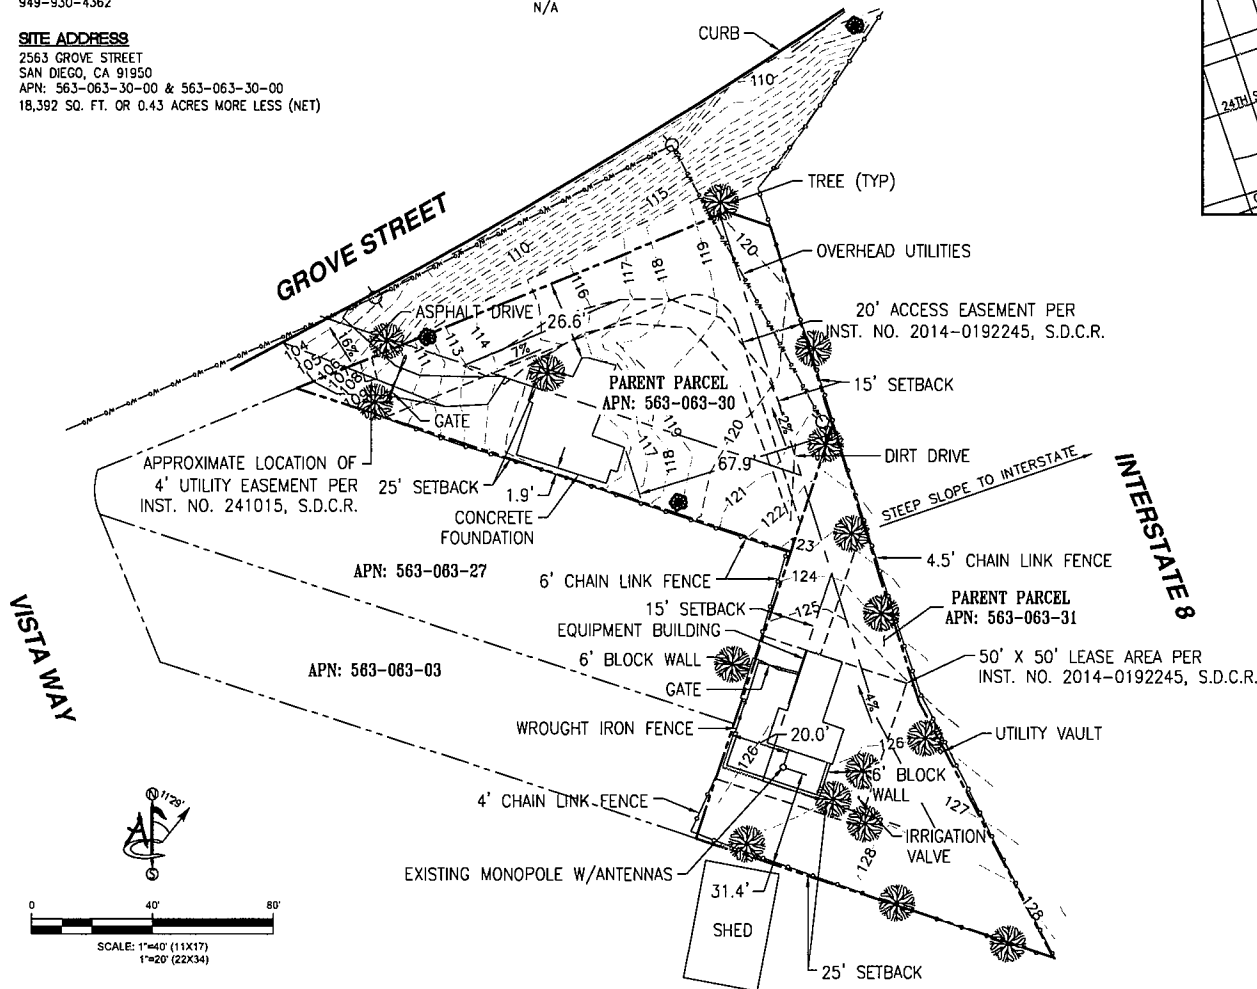 949-930-4362
N/A
SITE ADDRESS
2563 GROVE STREET
SAN DIEGO, CA 91950
APN: 563-063-30-00 & 563-063-30-00
18,392 SQ. FT. OR 0.43 ACRES MORE LESS (NET)
CURB
24TH S
110
TREE (TYP)
115
GROVE STREET
110
119
120
OVERHEAD UTILITIES
117
118
116
20' ACCESS EASEMENT PER
INST. NO. 2014-0192245, S.D.C.R.
ASPHALT DRIVE
26.6'
104
105
106
108
109
6%
111
113
114
7%
PARENT PARCEL
APN: 563-063-30
15' SETBACK
GATE
119
117
118
120
2%
67.9'
DIRT DRIVE
APPROXIMATE LOCATION OF
4' UTILITY EASEMENT PER
INST. NO. 241015, S.D.C.R.
25' SETBACK
1.9'
CONCRETE
FOUNDATION
121
122
STEEP SLOPE TO INTERSTATE
INTERSTATE 8
123
APN: 563-063-27
6' CHAIN LINK FENCE
124
4.5' CHAIN LINK FENCE
15' SETBACK
125
PARENT PARCEL
APN: 563-063-31
EQUIPMENT BUILDING
VISTA WAY
APN: 563-063-03
6' BLOCK WALL
GATE
50' X 50' LEASE AREA PER
INST. NO. 2014-0192245, S.D.C.R.
4%
WROUGHT IRON FENCE
20.0'
126
126
UTILITY VAULT
6' BLOCK
WALL
127
N
11°29'
S
4' CHAIN LINK FENCE
IRRIGATION
VALVE
128
EXISTING MONOPOLE W/ANTENNAS
31.4'
SHED
128
25' SETBACK
0 40' 80'
SCALE: 1"=40' (11X17)
1"=20' (22X34)